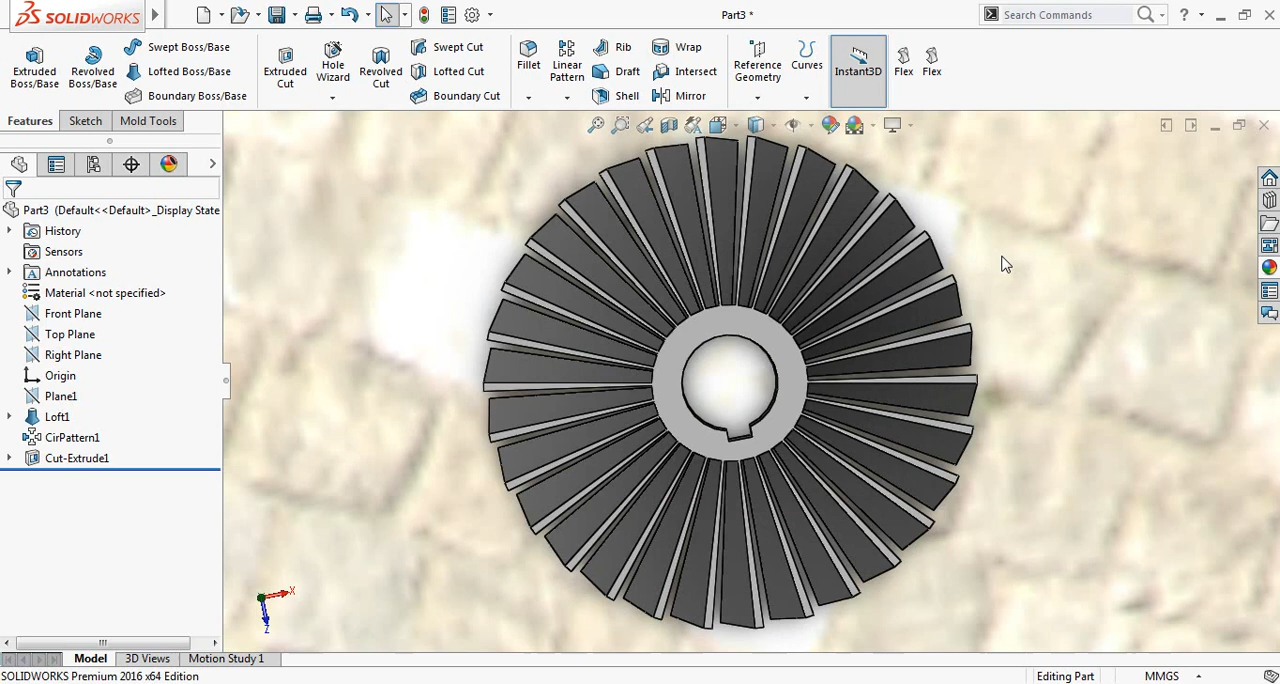 SOLIDWORKS
Part3 *
Search Commands
?
Extruded Boss/Base
Revolved Boss/Base
Swept Boss/Base
Lofted Boss/Base
Boundary Boss/Base
Extruded Cut
Hole Wizard
Revolved Cut
Swept Cut
Lofted Cut
Boundary Cut
Fillet
Linear Pattern
Rib
Draft
Shell
Wrap
Intersect
Mirror
Reference Geometry
Curves
Instant3D
Flex
Flex
Features
Sketch
Mold Tools
Part3 (Default<<Default>_Display State
History
Sensors
Annotations
Material <not specified>
Front Plane
Top Plane
Right Plane
Origin
Plane1
Loft1
CirPattern1
Cut-Extrude1
X
Z
Model
3D Views
Motion Study 1
SOLIDWORKS Premium 2016 x64 Edition
Editing Part
MMGS